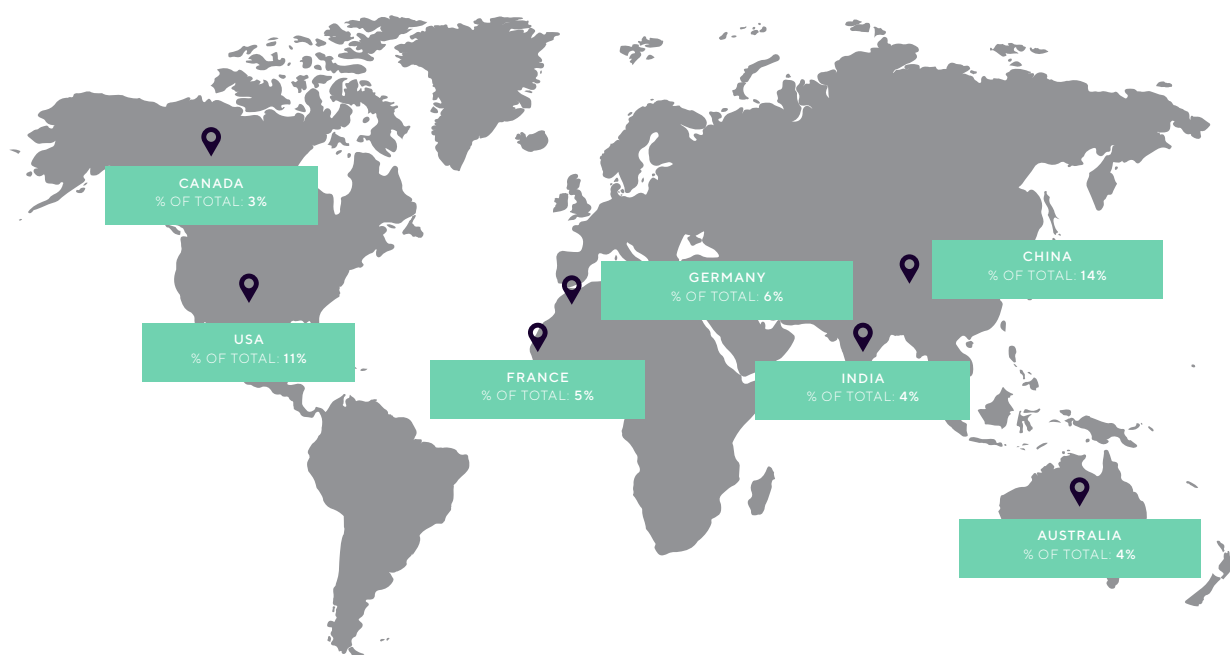 CANADA
% OF TOTAL: 3%
CHINA
% OF TOTAL: 14%
GERMANY
% OF TOTAL: 6%
USA
% OF TOTAL: 11%
FRANCE
% OF TOTAL: 5%
INDIA
% OF TOTAL: 4%
AUSTRALIA
% OF TOTAL: 4%